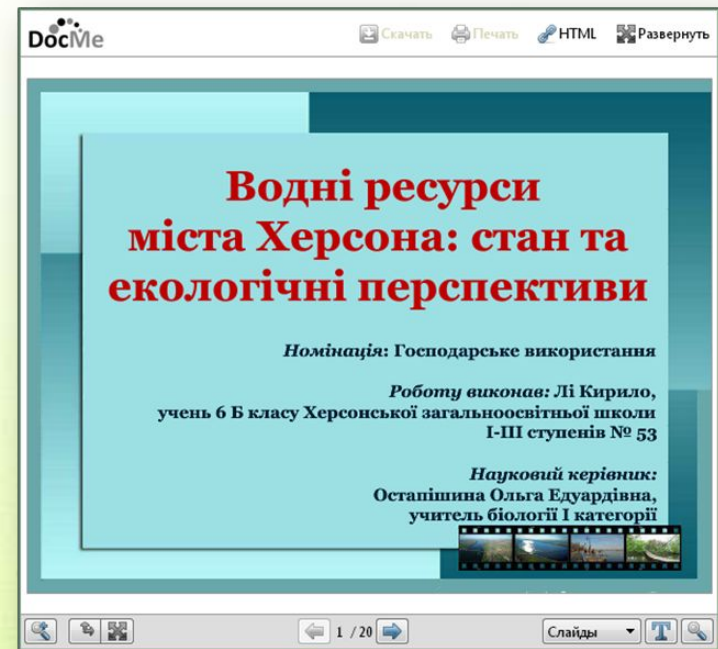 DocMe
Скачать Печать HTML Развернуть
Водні ресурси
міста Херсона: стан та
екологічні перспективи
Номінація: Господарське використання
Роботу виконав: Лі Кирило,
учень 6 Б класу Херсонської загальноосвітньої школи
І-ІІІ ступенів № 53
Науковий керівник:
Остапішина Ольга Едуардівна,
учитель біології І категорії
1 / 20 Слайды T